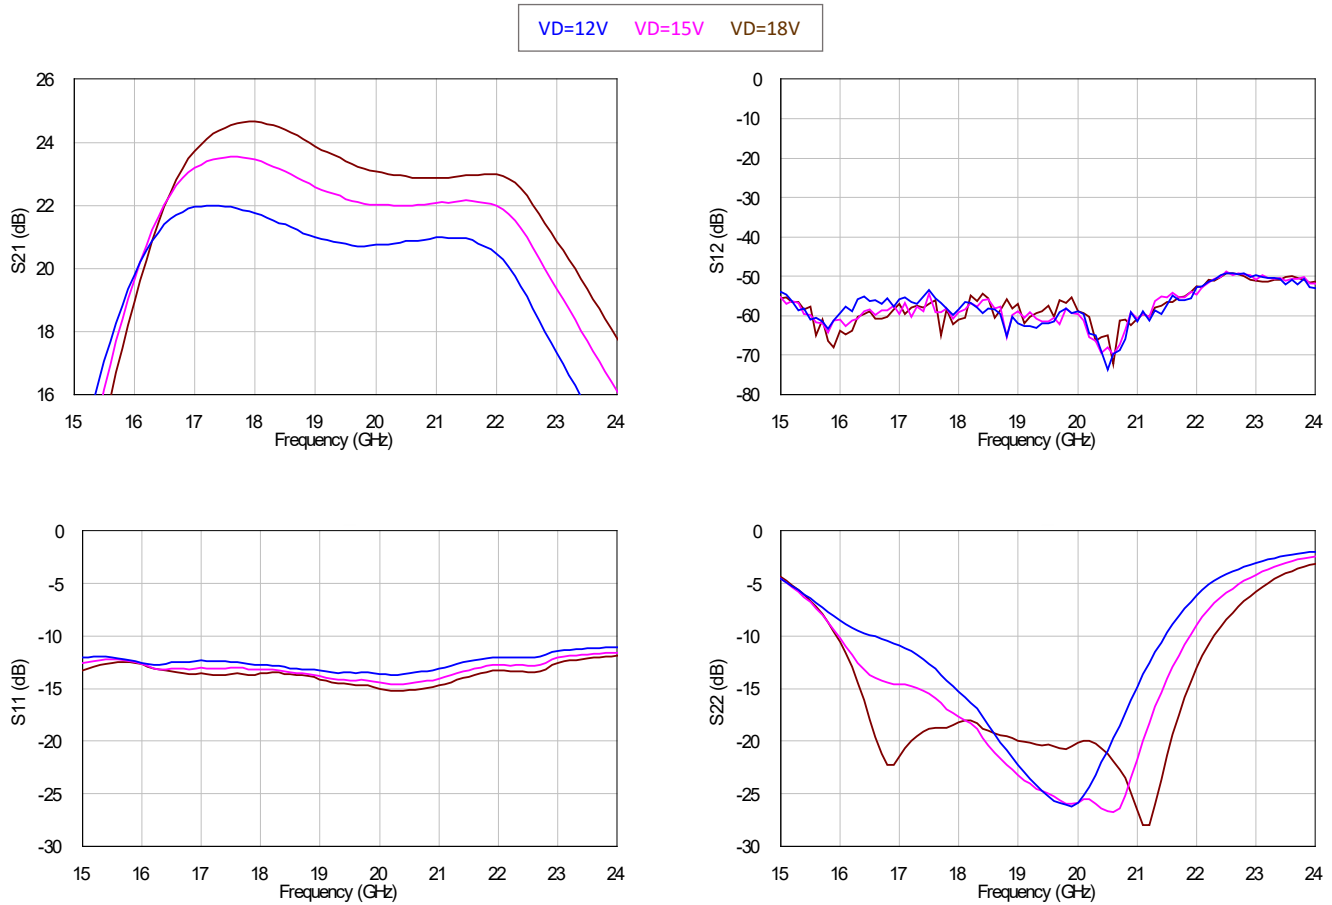 VD=12V VD=15V VD=18V
S21 (dB)
26
24
22
20
18
16
15 16 17 18 19 20 21 22 23 24
Frequency (GHz)
S12 (dB)
0
-10
-20
-30
-40
-50
-60
-70
-80
15 16 17 18 19 20 21 22 23 24
Frequency (GHz)
S11 (dB)
0
-5
-10
-15
-20
-25
-30
15 16 17 18 19 20 21 22 23 24
Frequency (GHz)
S22 (dB)
0
-5
-10
-15
-20
-25
-30
15 16 17 18 19 20 21 22 23 24
Frequency (GHz)